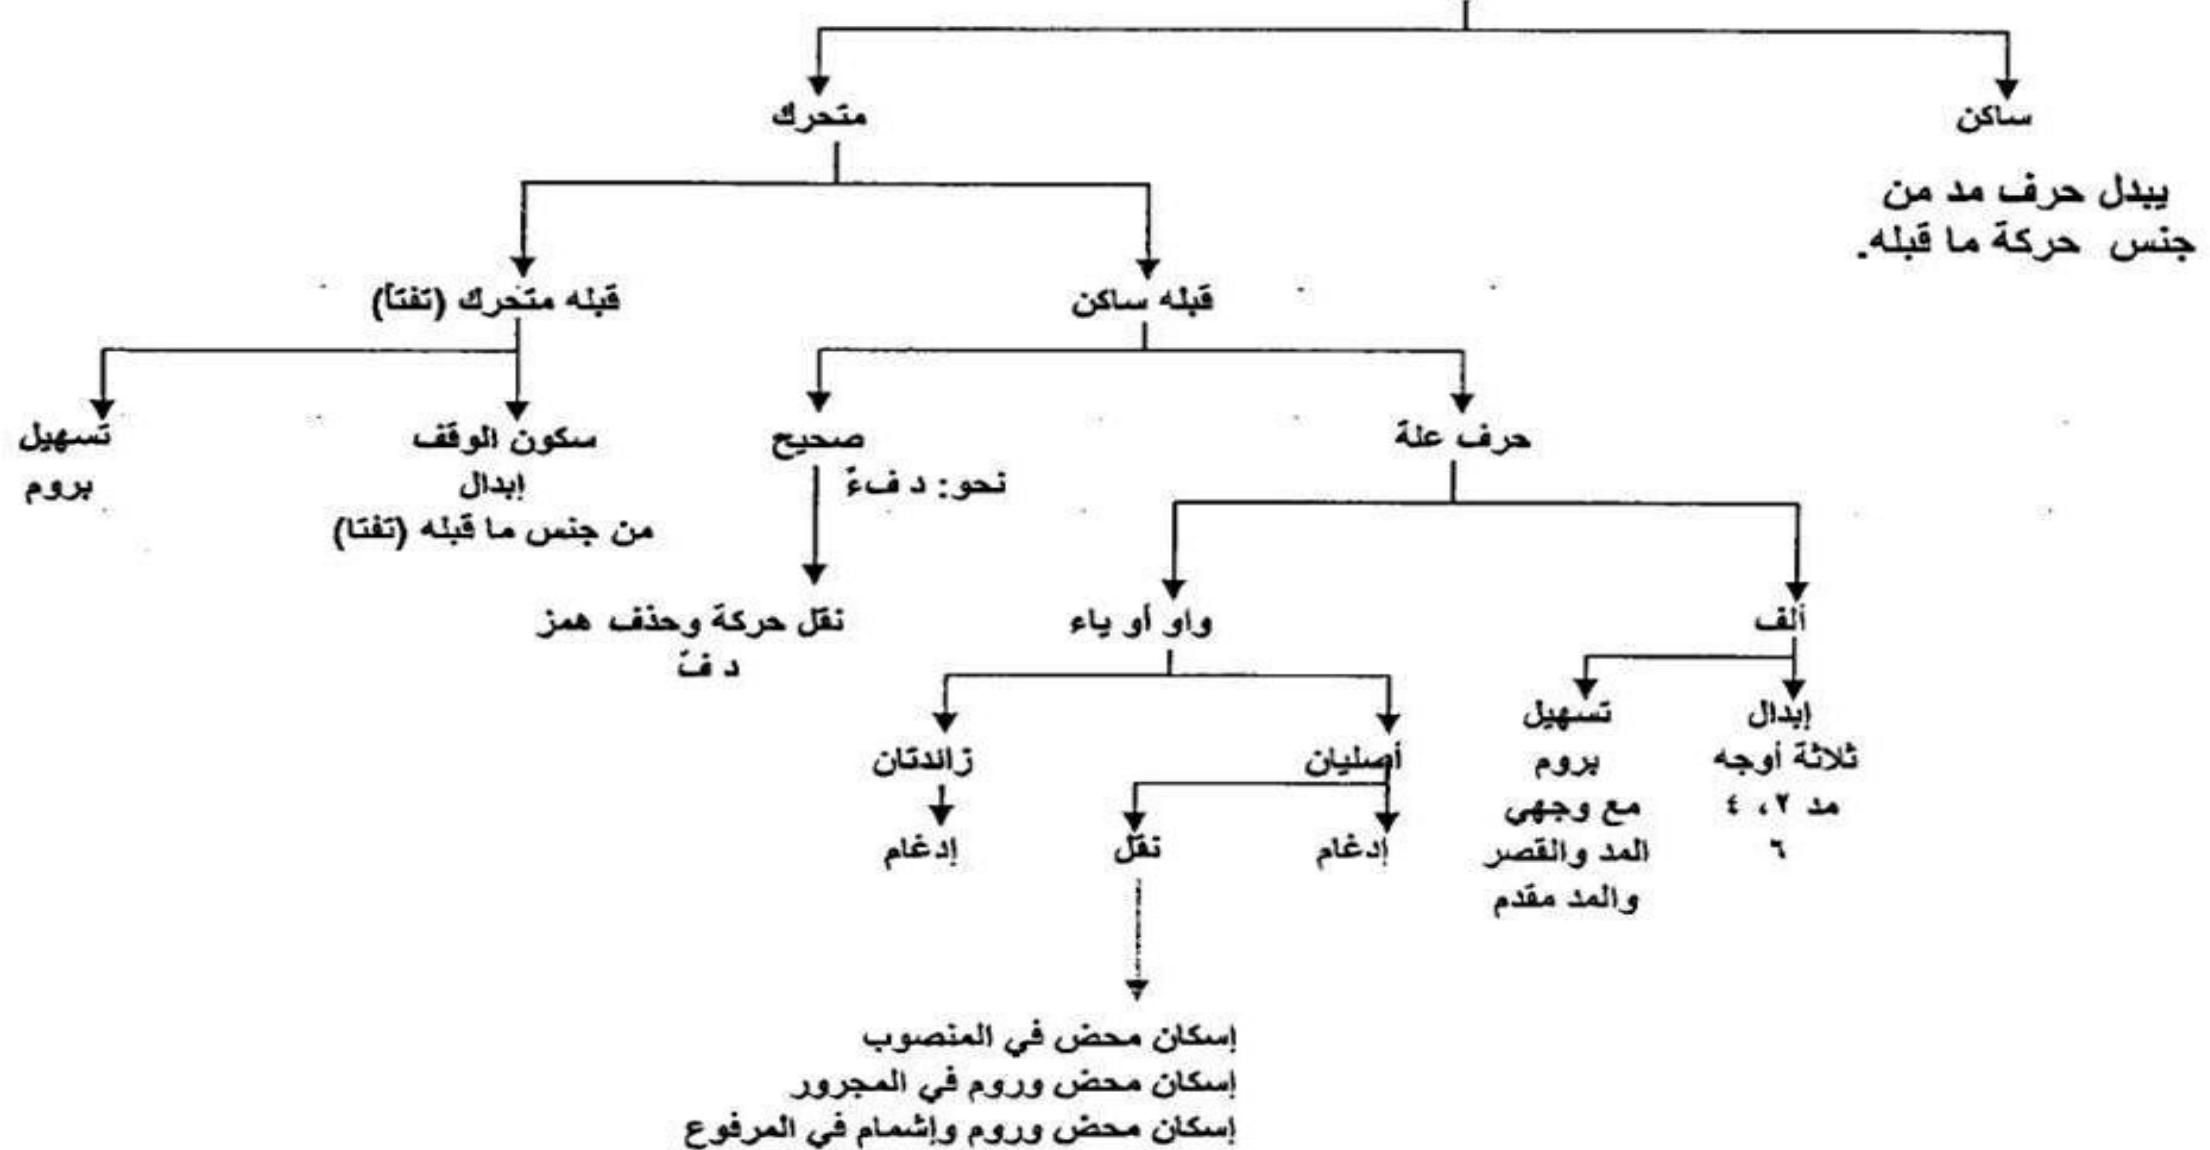 ساكن
يبدل حرف مد من
جنس حركة ما قبله.
متحرك
قبله ساكن
قبله متحرك (تفتأ)
حرف علة
صحيح
نحو: د فءٌ
نقل حركة وحذف همز
د فٌ
سكون الوقف
إبدال
من جنس ما قبله (تفتا)
تسهيل
بروم
ألف
واو أو ياء
إبدال
ثلاثة أوجه
مد ٢، ٤
٦
تسهيل
بروم
مع وجهي
المد والقصر
والمد مقدم
أصليان
زائدتان
إدغام
نقل
إدغام
إسكان محض في المنصوب
إسكان محض وروم في المجرور
إسكان محض وروم وإشمام في المرفوع